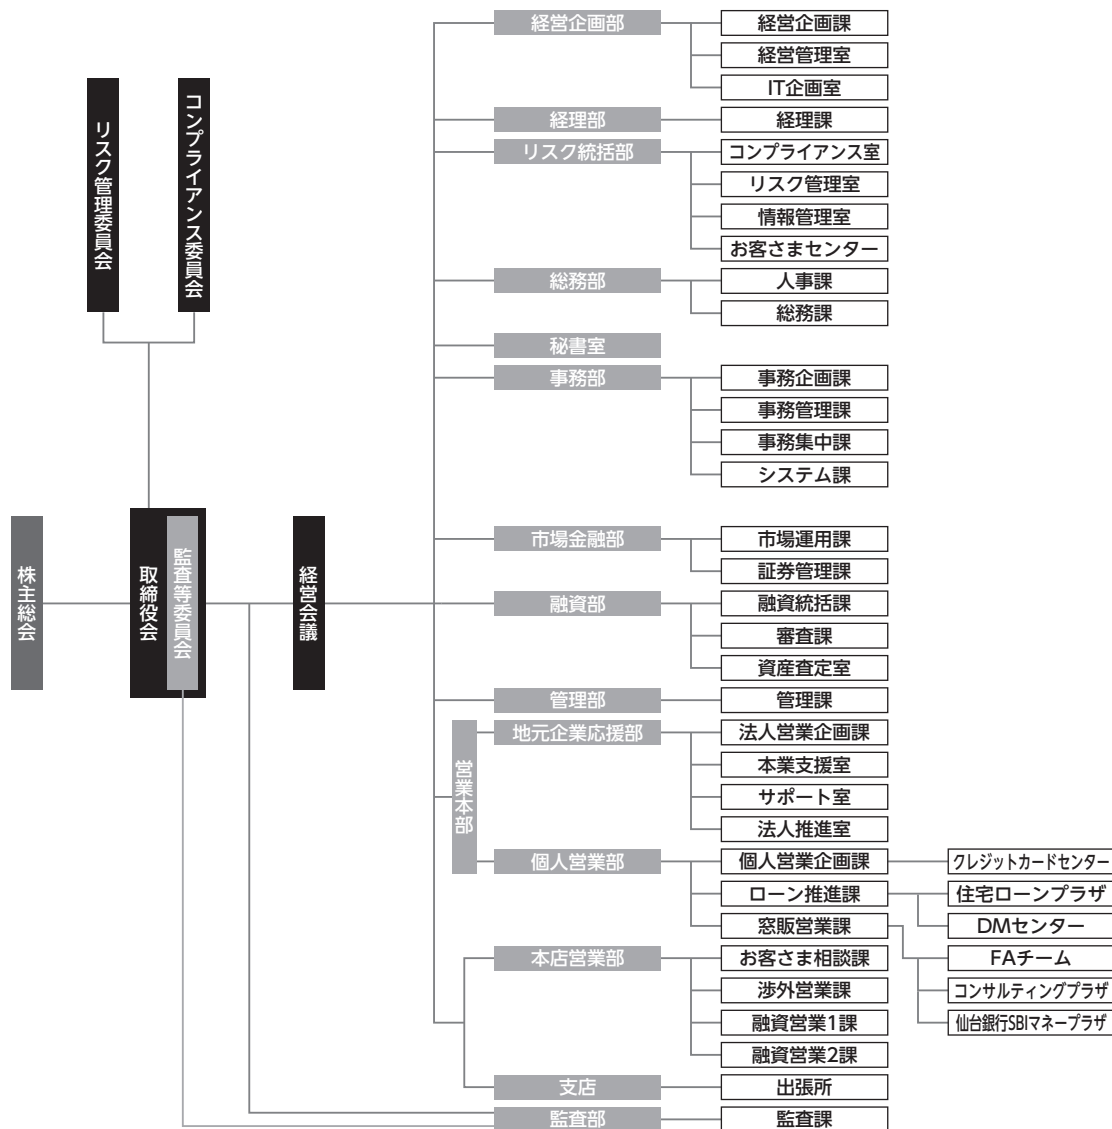 株主総会
取締役会
監査等委員会
リスク管理委員会
コンプライアンス委員会
経営会議
経営企画部
経営企画課
経営管理室
IT企画室
経理部
経理課
リスク統括部
コンプライアンス室
リスク管理室
情報管理室
お客さまセンター
総務部
人事課
総務課
秘書室
事務部
事務企画課
事務管理課
事務集中課
システム課
市場金融部
市場運用課
証券管理課
融資部
融資統括課
審査課
資産査定室
管理部
管理課
営業本部
地元企業応援部
法人営業企画課
本業支援室
サポート室
法人推進室
個人営業部
個人営業企画課
クレジットカードセンター
ローン推進課
住宅ローンプラザ
DMセンター
窓販営業課
FAチーム
コンサルティングプラザ
仙台銀行SBIマネープラザ
本店営業部
お客さま相談課
渉外営業課
融資営業1課
融資営業2課
支店
出張所
監査部
監査課